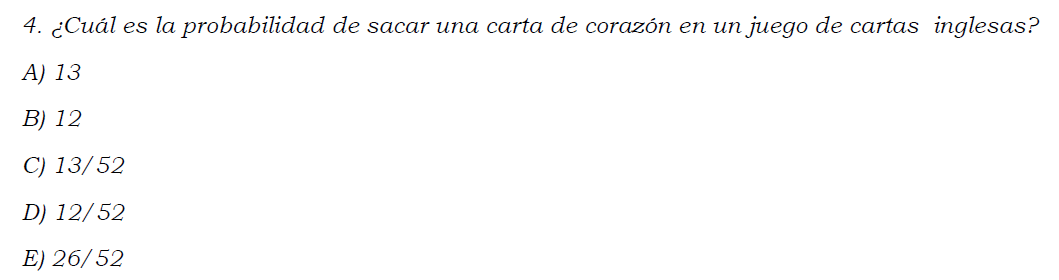 4. ¿Cuál es la probabilidad de sacar una carta de corazón en un juego de cartas inglesas?
A) 13
B) 12
C) 13/52
D) 12/52
E) 26/52